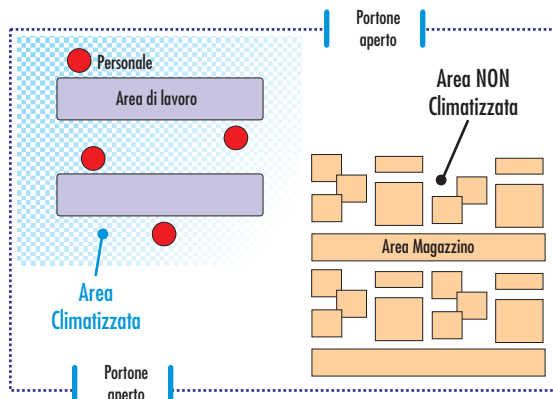 Portone
aperto
Personale
Area di lavoro
Area NON
Climatizzata
Area Magazzino
Area
Climatizzata
Portone
aperto